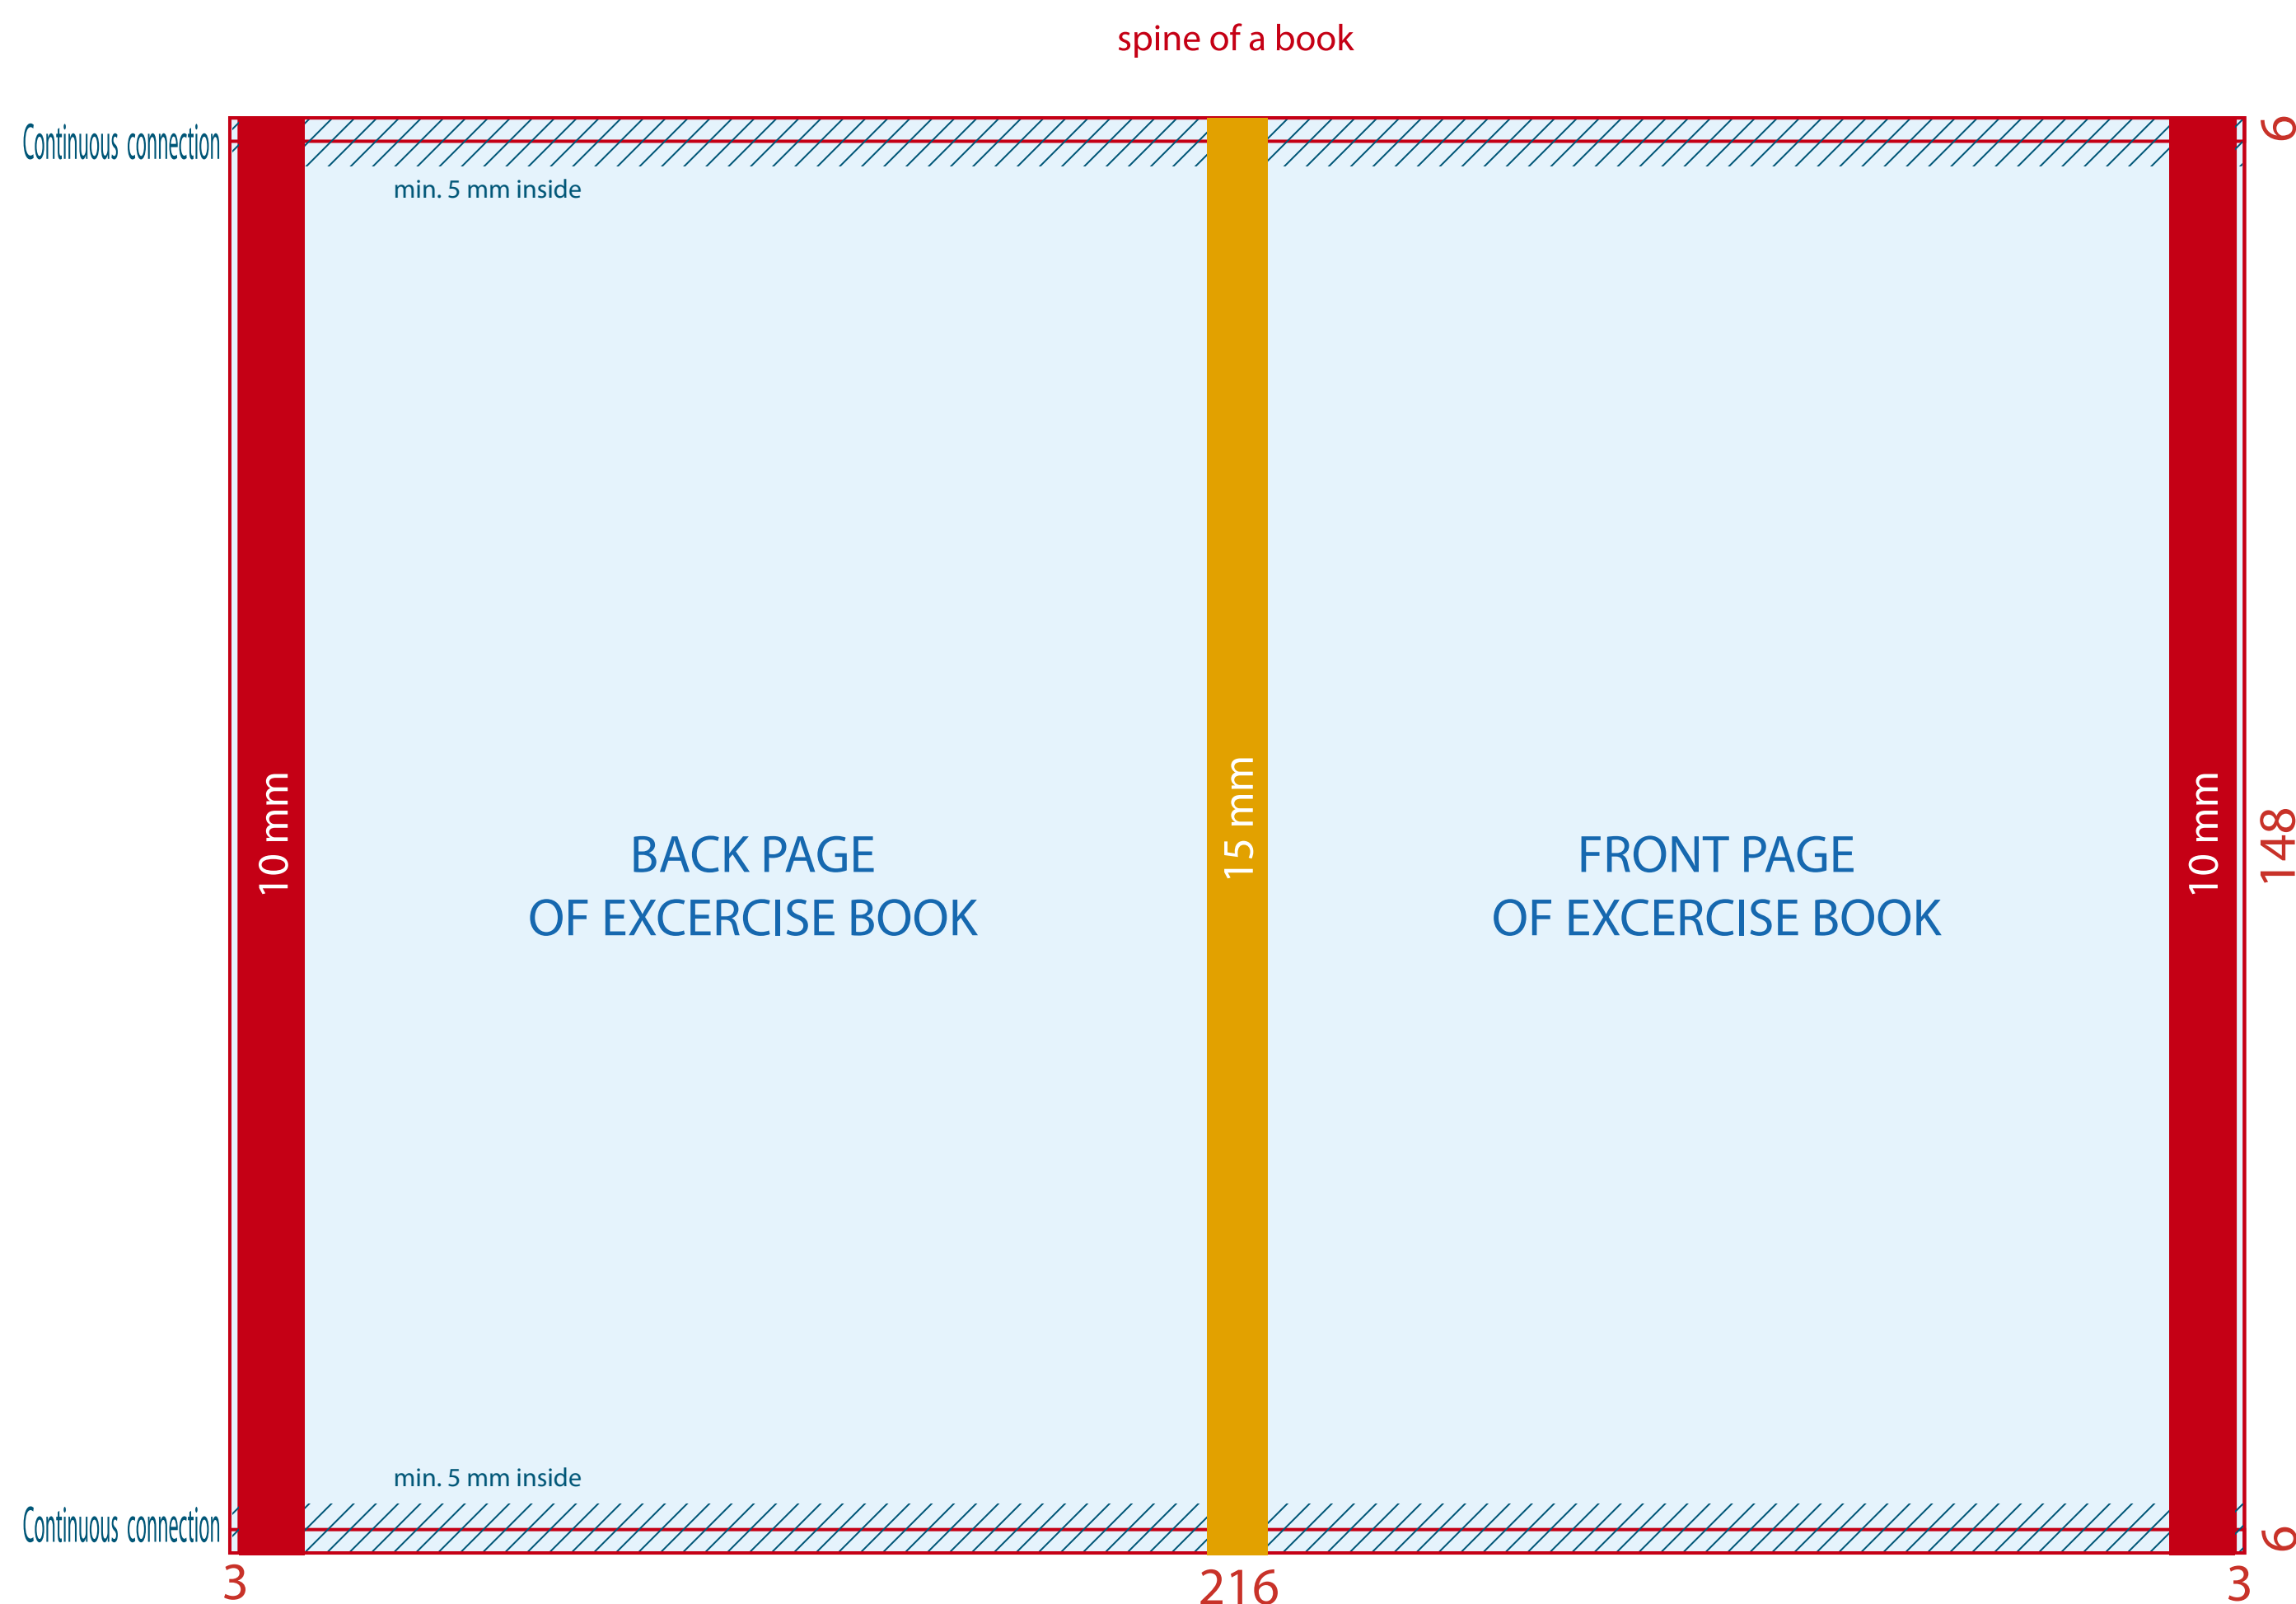 spine of a book
Continuous connection
6
min. 5 mm inside
10 mm
15 mm
10 mm
148
BACK PAGE
OF EXCERCISE BOOK
FRONT PAGE
OF EXCERCISE BOOK
min. 5 mm inside
Continuous connection
6
3
216
3